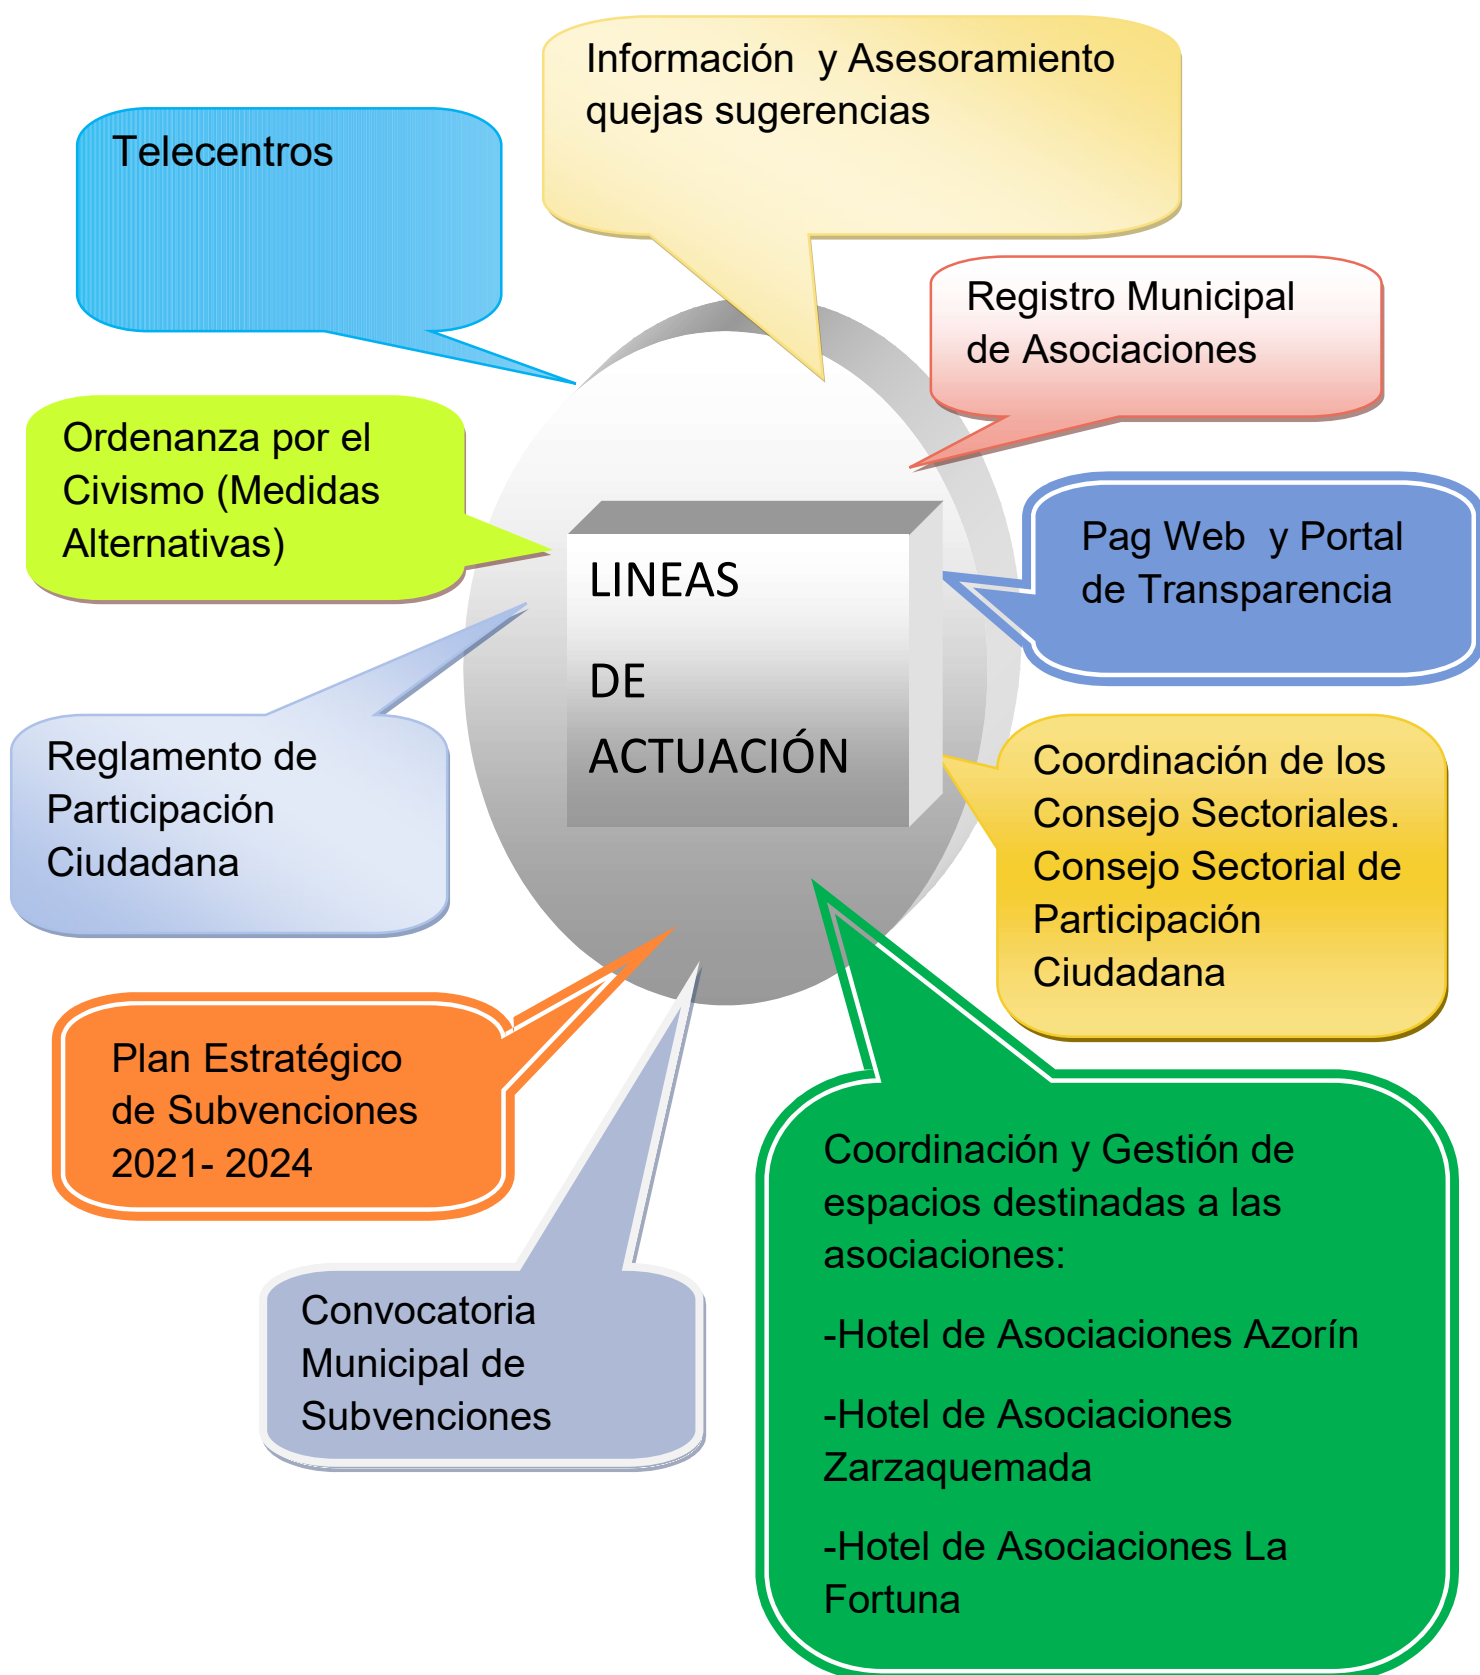 Información  y Asesoramiento
quejas sugerencias
Telecentros
Registro Municipal
de Asociaciones
Ordenanza por el
Civismo (Medidas
Alternativas)
Pag Web  y Portal
de Transparencia
LINEAS
DE
ACTUACIÓN
Reglamento de
Participación
Ciudadana
Coordinación de los
Consejo Sectoriales.
Consejo Sectorial de
Participación
Ciudadana
Plan Estratégico
de Subvenciones
2021- 2024
Coordinación y Gestión de
espacios destinadas a las
asociaciones:
-Hotel de Asociaciones Azorín
-Hotel de Asociaciones
Zarzaquemada
-Hotel de Asociaciones La
Fortuna
Convocatoria
Municipal de
Subvenciones